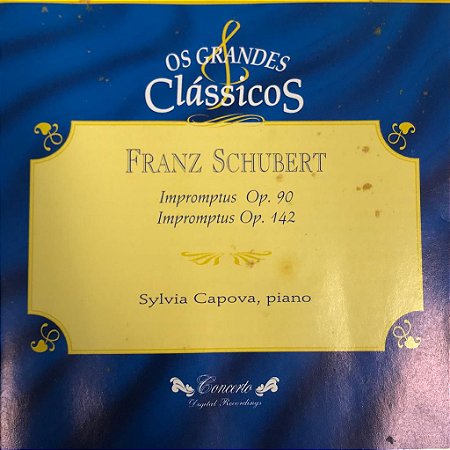 OS GRANDES
Clássicos
FRANZ SCHUBERT
Impromptus Op. 90
Impromptus Op. 142
Sylvia Capova, piano
Concerto
Digital Recordings